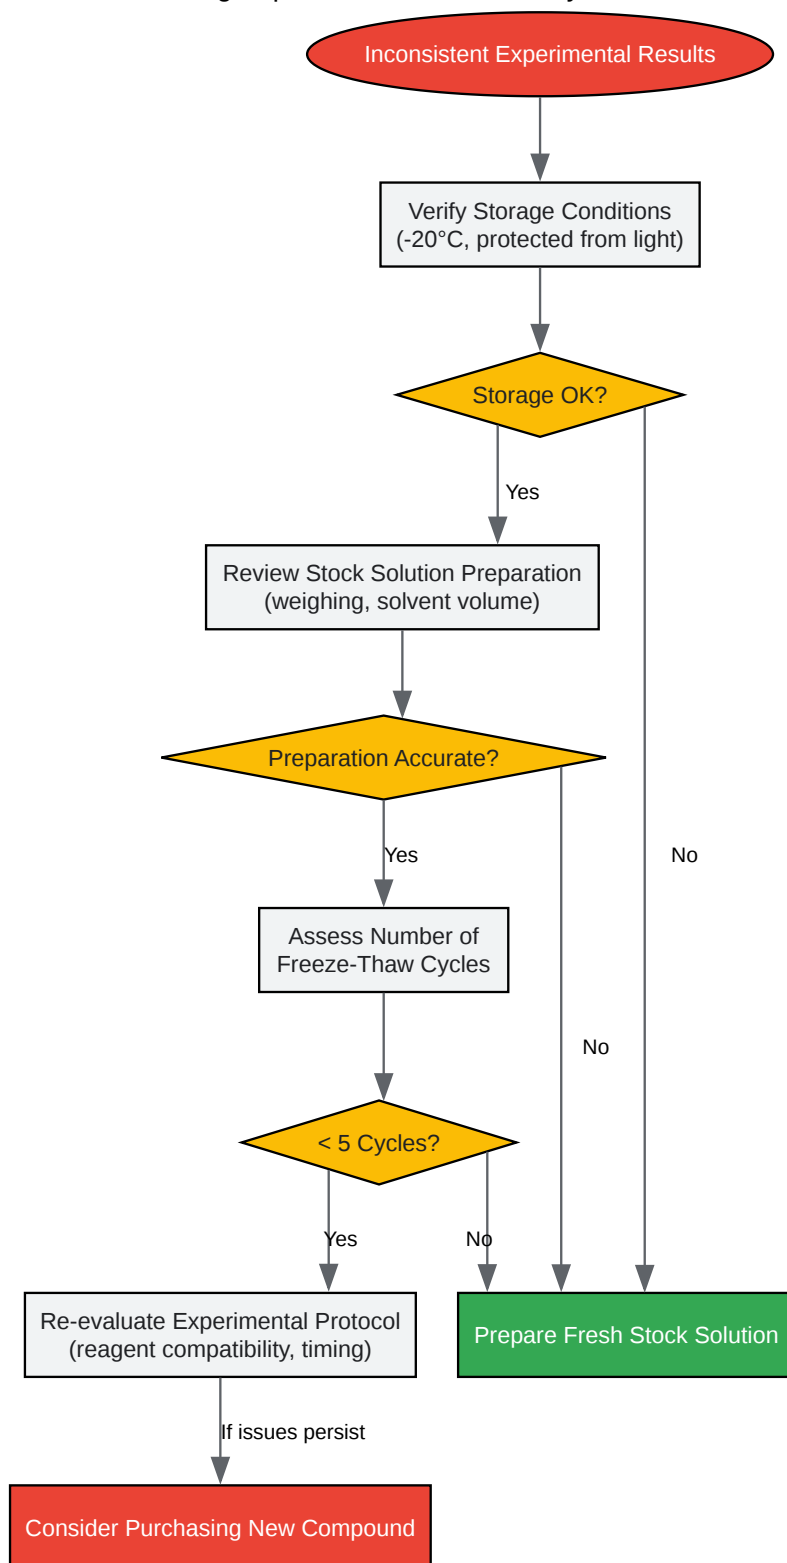 Inconsistent Experimental Results
Verify Storage Conditions
(-20°C, protected from light)
Storage OK?
Yes
Review Stock Solution Preparation
(weighing, solvent volume)
Preparation Accurate?
Yes
No
Assess Number of
Freeze-Thaw Cycles
No
< 5 Cycles?
Yes
No
Re-evaluate Experimental Protocol
(reagent compatibility, timing)
Prepare Fresh Stock Solution
If issues persist
Consider Purchasing New Compound